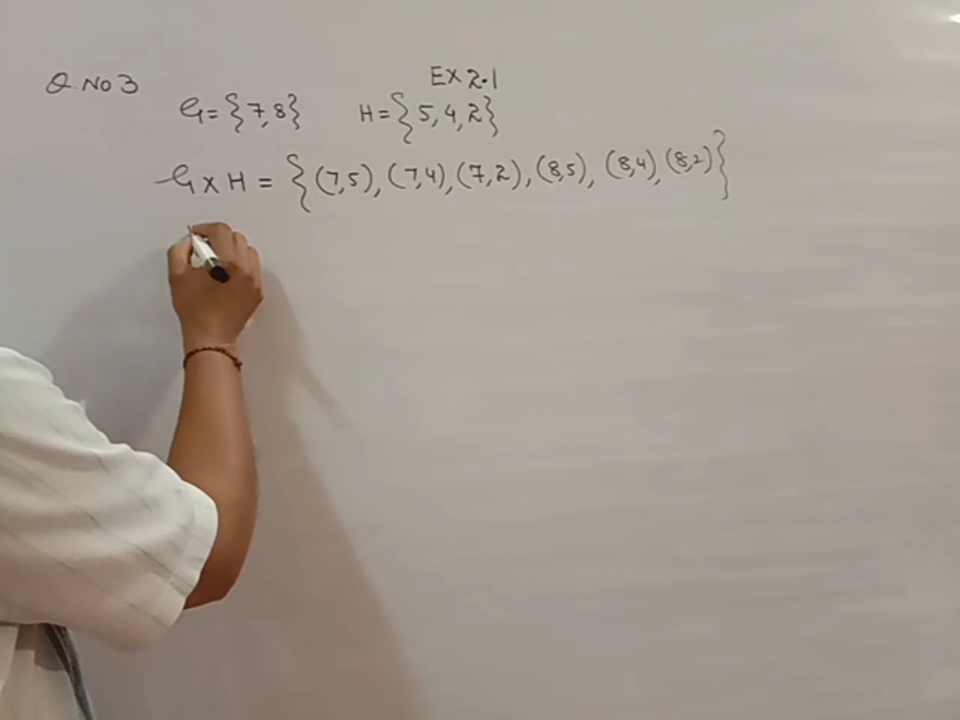 Ex 2.1
Q. No 3
G = {7,8} H = {5, 4, 2}
G x H = {(7,5), (7,4), (7,2), (8,5), (8,4), (8,2)}